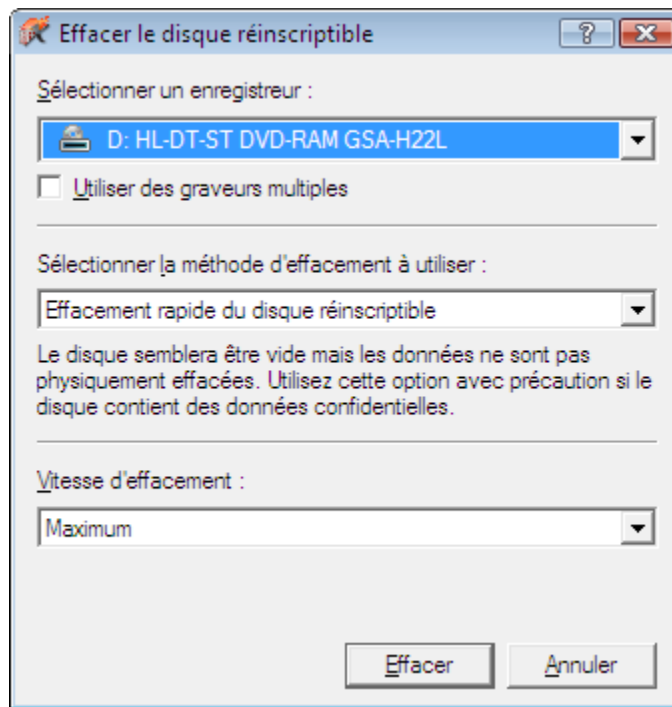 Effacer le disque réinscriptible
Sélectionner un enregistreur :
D: HL-DT-ST DVD-RAM GSA-H22L
Utiliser des graveurs multiples
Sélectionner la méthode d'effacement à utiliser :
Effacement rapide du disque réinscriptible
Le disque semblera être vide mais les données ne sont pas
physiquement effacées. Utilisez cette option avec précaution si le
disque contient des données confidentielles.
Vitesse d'effacement :
Maximum
Effacer
Annuler